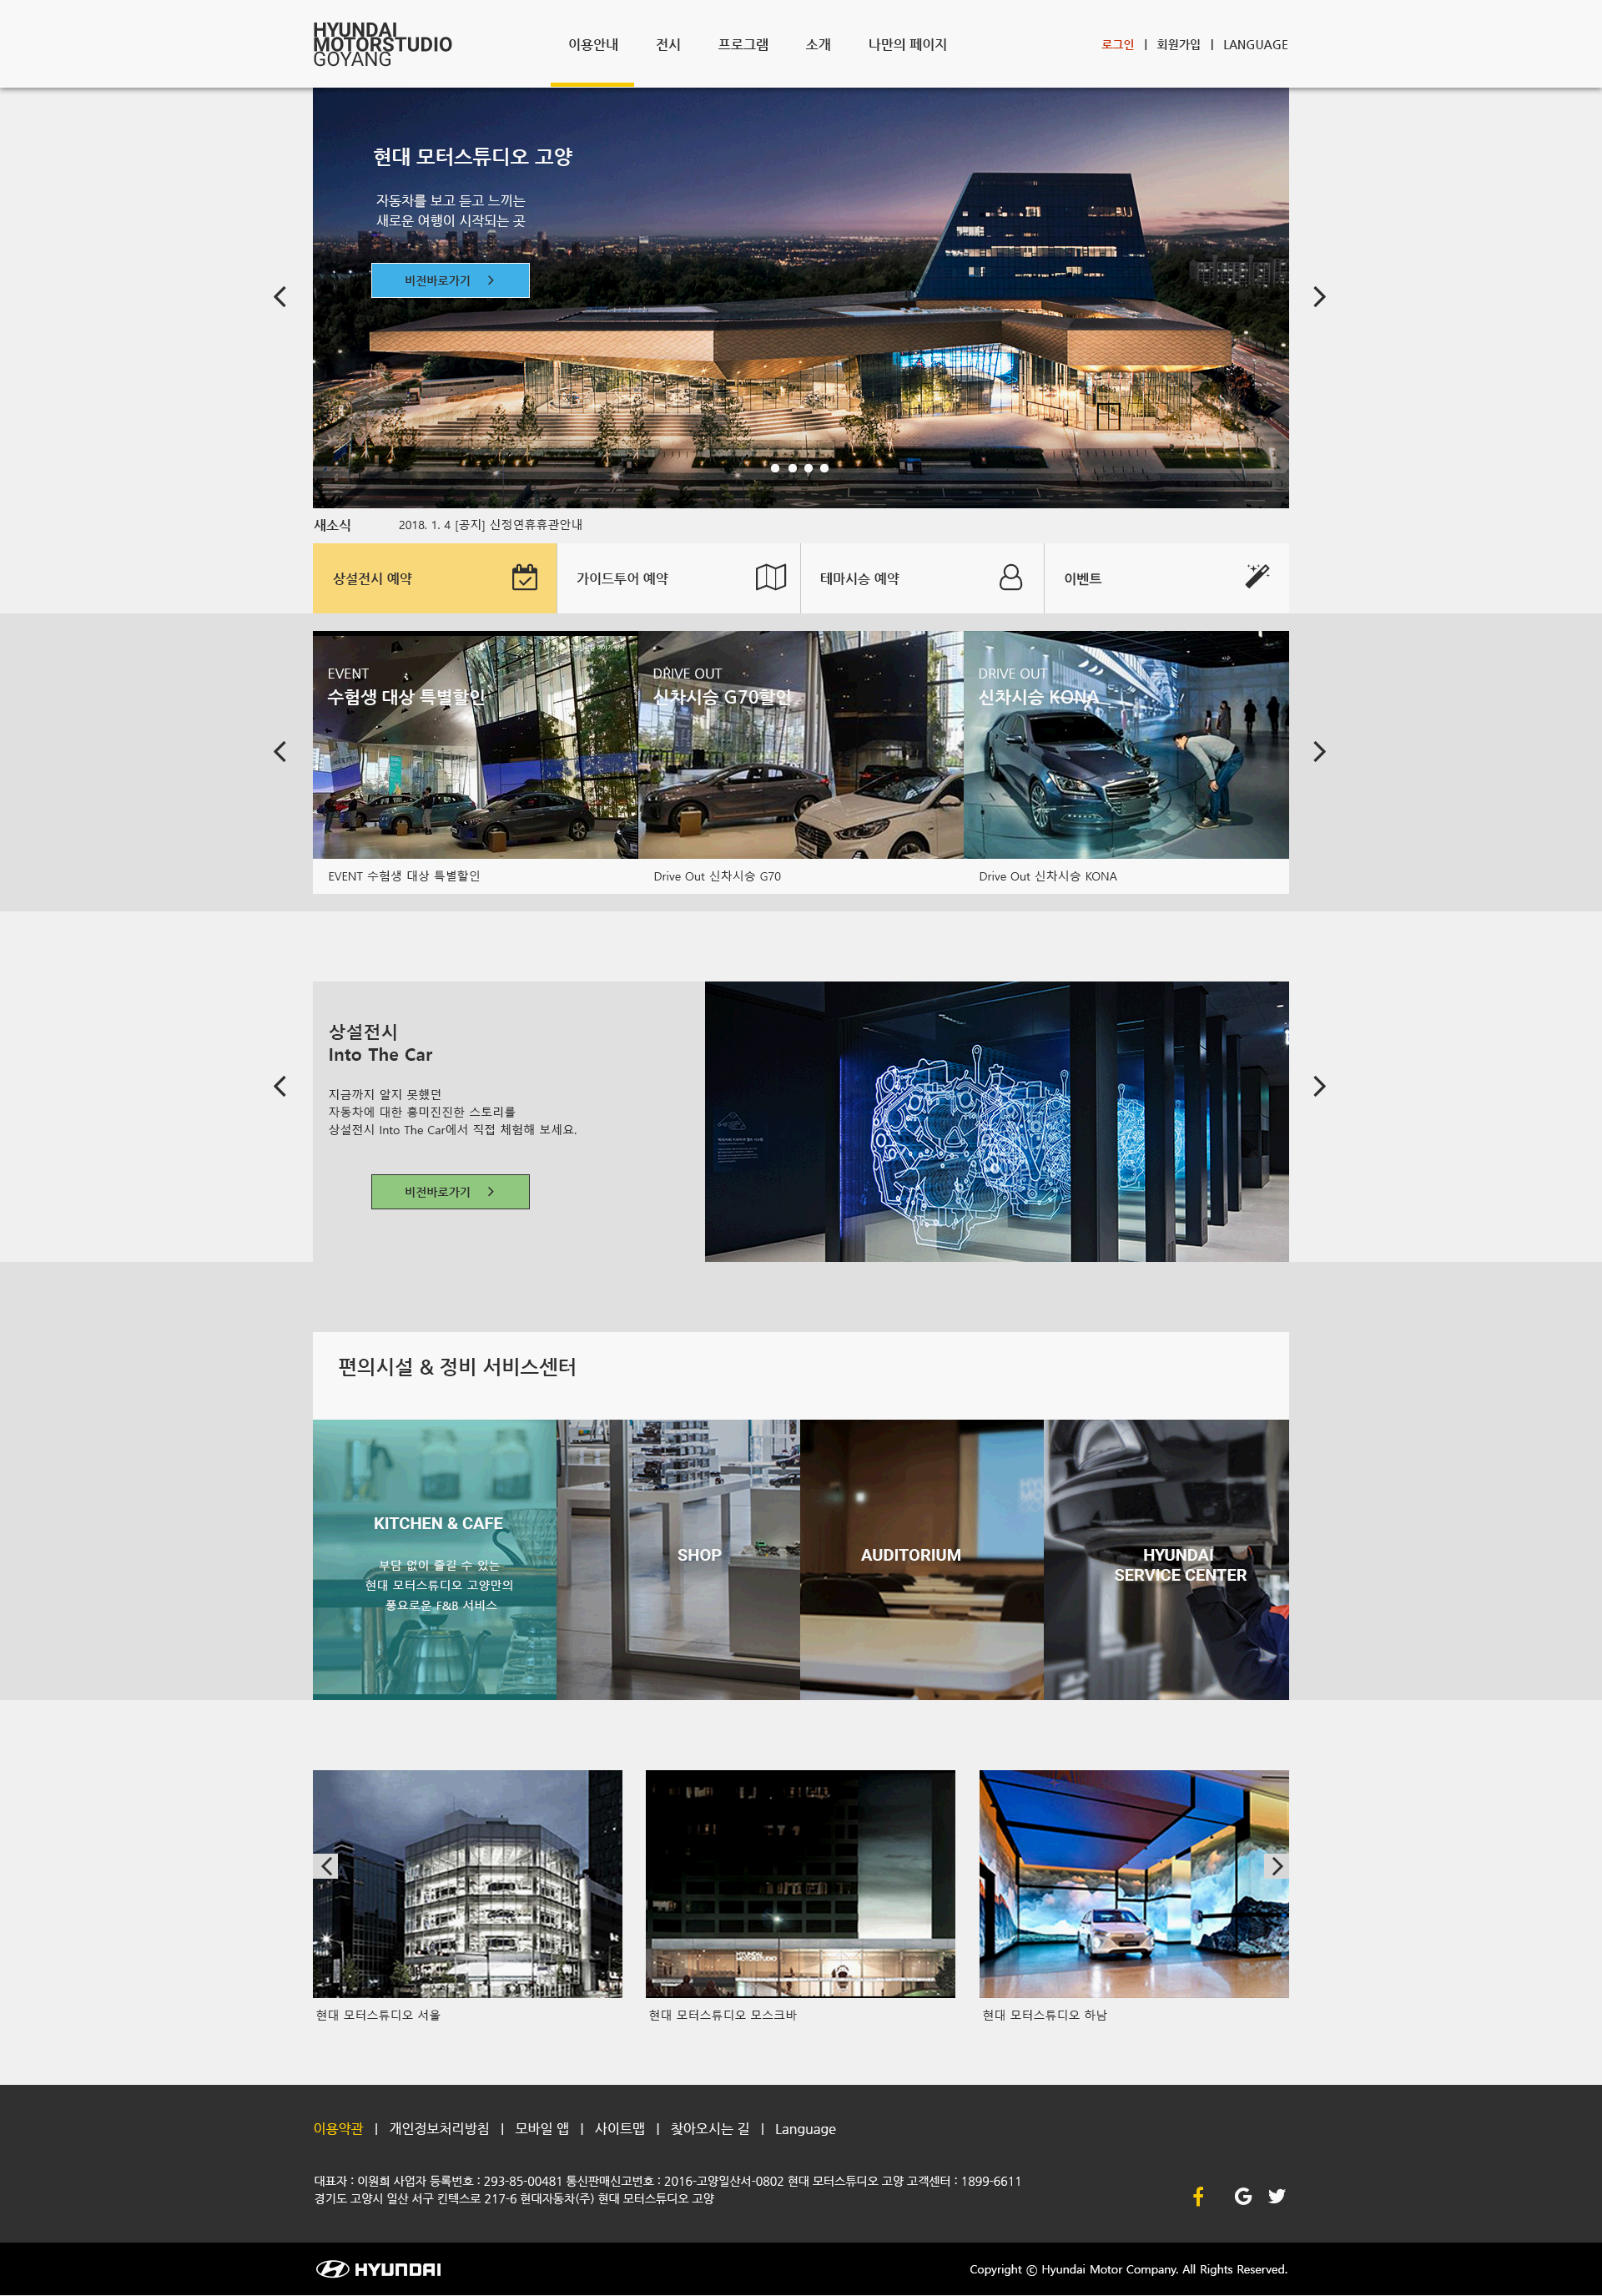 HYUNDAI
MOTORSTUDIO
GOYANG
이용안내 전시 프로그램 소개 나만의 페이지
로그인 | 회원가입 | LANGUAGE
현대 모터스튜디오 고양
자동차를 보고 듣고 느끼는
새로운 여행이 시작되는 곳
비전바로가기
새소식 2018. 1. 4 [공지] 신정연휴휴관안내
상설전시 예약 가이드투어 예약 테마시승 예약 이벤트
EVENT
수험생 대상 특별할인
DRIVE OUT
신차시승 G70할인
DRIVE OUT
신차시승 KONA
EVENT 수험생 대상 특별할인
Drive Out 신차시승 G70
Drive Out 신차시승 KONA
상설전시
Into The Car
지금까지 알지 못했던
자동차에 대한 흥미진진한 스토리를
상설전시 Into The Car에서 직접 체험해 보세요.
비전바로가기
편의시설 & 정비 서비스센터
KITCHEN & CAFE
부담 없이 즐길 수 있는
현대 모터스튜디오 고양만의
풍요로운 F&B 서비스
SHOP
AUDITORIUM
HYUNDAI
SERVICE CENTER
HYUNDAI
MOTORSTUDIO
현대 모터스튜디오 서울
현대 모터스튜디오 모스크바
현대 모터스튜디오 하남
이용약관 | 개인정보처리방침 | 모바일 앱 | 사이트맵 | 찾아오시는 길 | Language
대표자 : 이원희 사업자 등록번호 : 293-85-00481 통신판매신고번호 : 2016-고양일산서-0802 현대 모터스튜디오 고양 고객센터 : 1899-6611
경기도 고양시 일산 서구 킨텍스로 217-6 현대자동차(주) 현대 모터스튜디오 고양
HYUNDAI
Copyright © Hyundai Motor Company. All Rights Reserved.